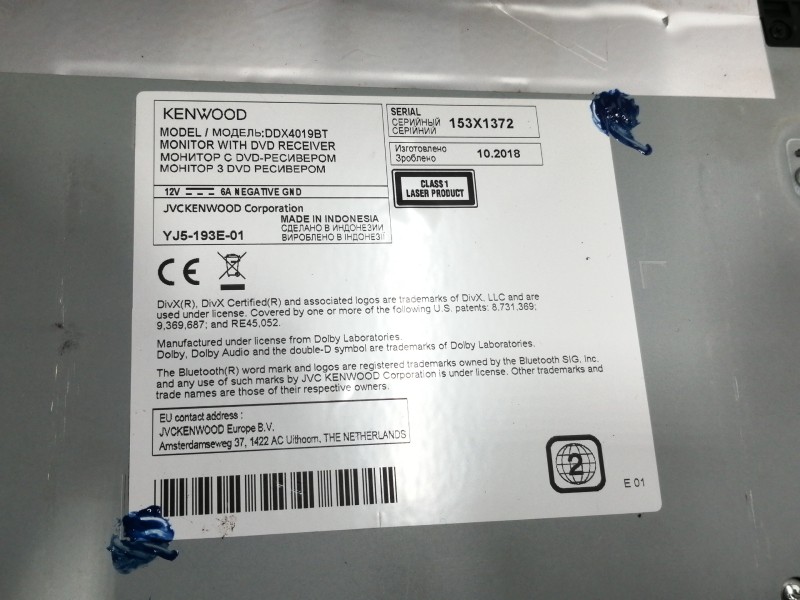 KENWOOD
MODEL / МОДЕЛЬ:DDX4019BT
MONITOR WITH DVD RECEIVER
МОНИТОР С DVD-РЕСИВЕРОМ
МОНІТОР З DVD РЕСИВЕРОМ
12V 6A NEGATIVE GND
JVCKENWOOD Corporation
MADE IN INDONESIA
СДЕЛАНО В ИНДОНЕЗИИ
YJ5-193E-01 ВИРОБЛЕНО В ІНДОНЕЗІЇ
SERIAL
СЕРИЙНЫЙ
СЕРІЙНИЙ
153X1372
Изготовлено
Зроблено
10.2018
CLASS 1
LASER PRODUCT
CE
DivX(R), DivX Certified(R) and associated logos are trademarks of DivX, LLC and are
used under license. Covered by one or more of the following U.S. patents: 8,731,369;
9,369,687; and RE45,052.
Manufactured under license from Dolby Laboratories.
Dolby, Dolby Audio and the double-D symbol are trademarks of Dolby Laboratories.
The Bluetooth(R) word mark and logos are registered trademarks owned by the Bluetooth SIG, Inc.
and any use of such marks by JVC KENWOOD Corporation is under license. Other trademarks and
trade names are those of their respective owners.
EU contact address :
JVCKENWOOD Europe B.V.
Amsterdamseweg 37, 1422 AC Uithoorn, THE NETHERLANDS
2
E 01